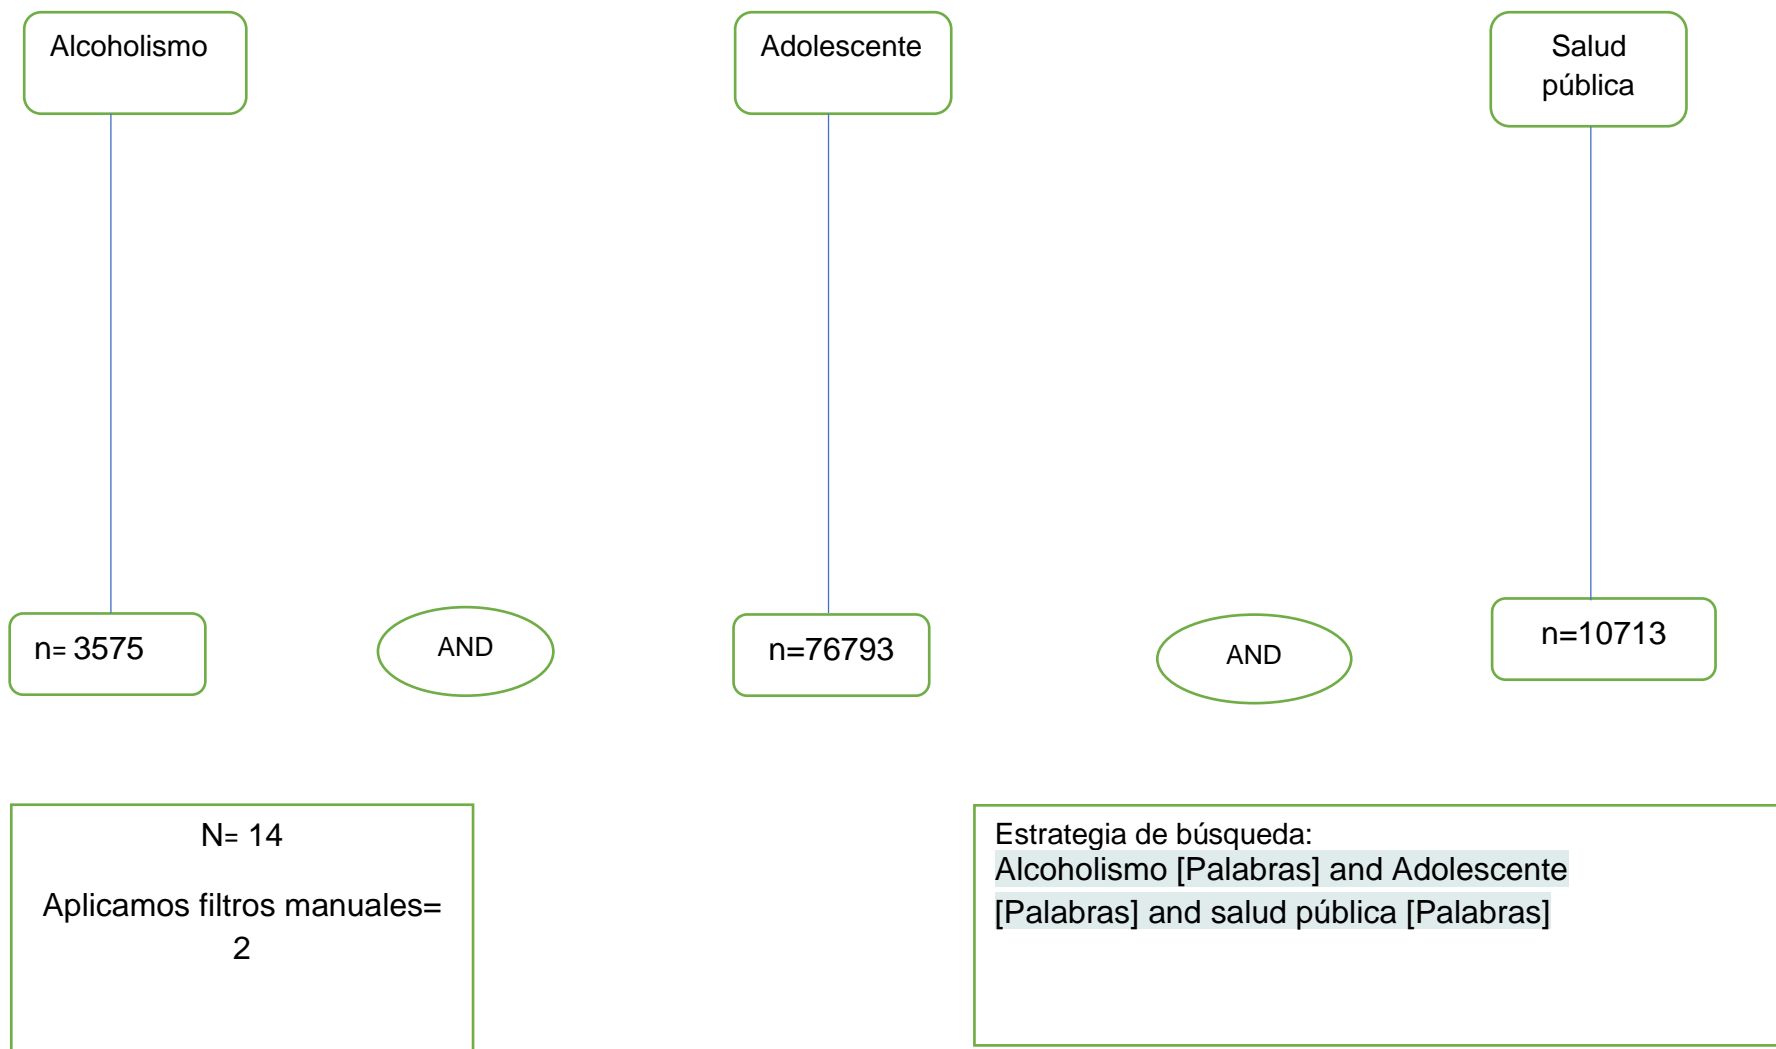 Alcoholismo
Adolescente
Salud
pública
n= 3575
AND
n=76793
AND
n=10713
N= 14
Aplicamos filtros manuales=
2
Estrategia de búsqueda:
Alcoholismo [Palabras] and Adolescente
[Palabras] and salud pública [Palabras]